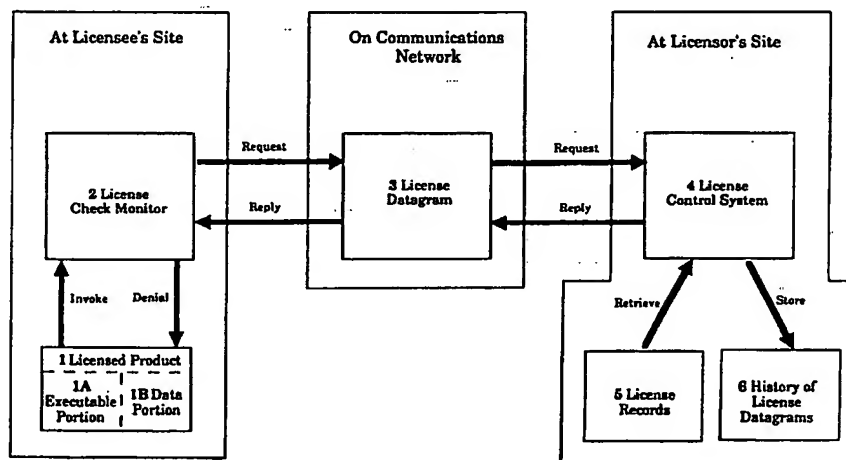 At Licensee's Site
On Communications
Network
At Licensor's Site
2 License
Check Monitor
Request
Reply
3 License
Datagram
Request
Reply
4 License
Control System
Invoke
Denial
Retrieve
Store
1 Licensed Product
1A
Executable
Portion
1B Data
Portion
5 License
Records
6 History of
License
Datagrams